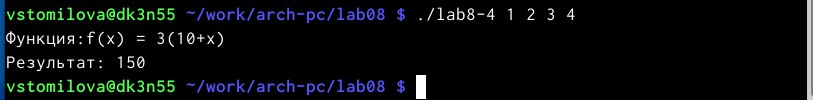 vstomilova@dk3n55 ~/work/arch-pc/lab08 $ ./lab8-4 1 2 3 4
Функция:f(x) = 3(10+x)
Результат: 150
vstomilova@dk3n55 ~/work/arch-pc/lab08 $